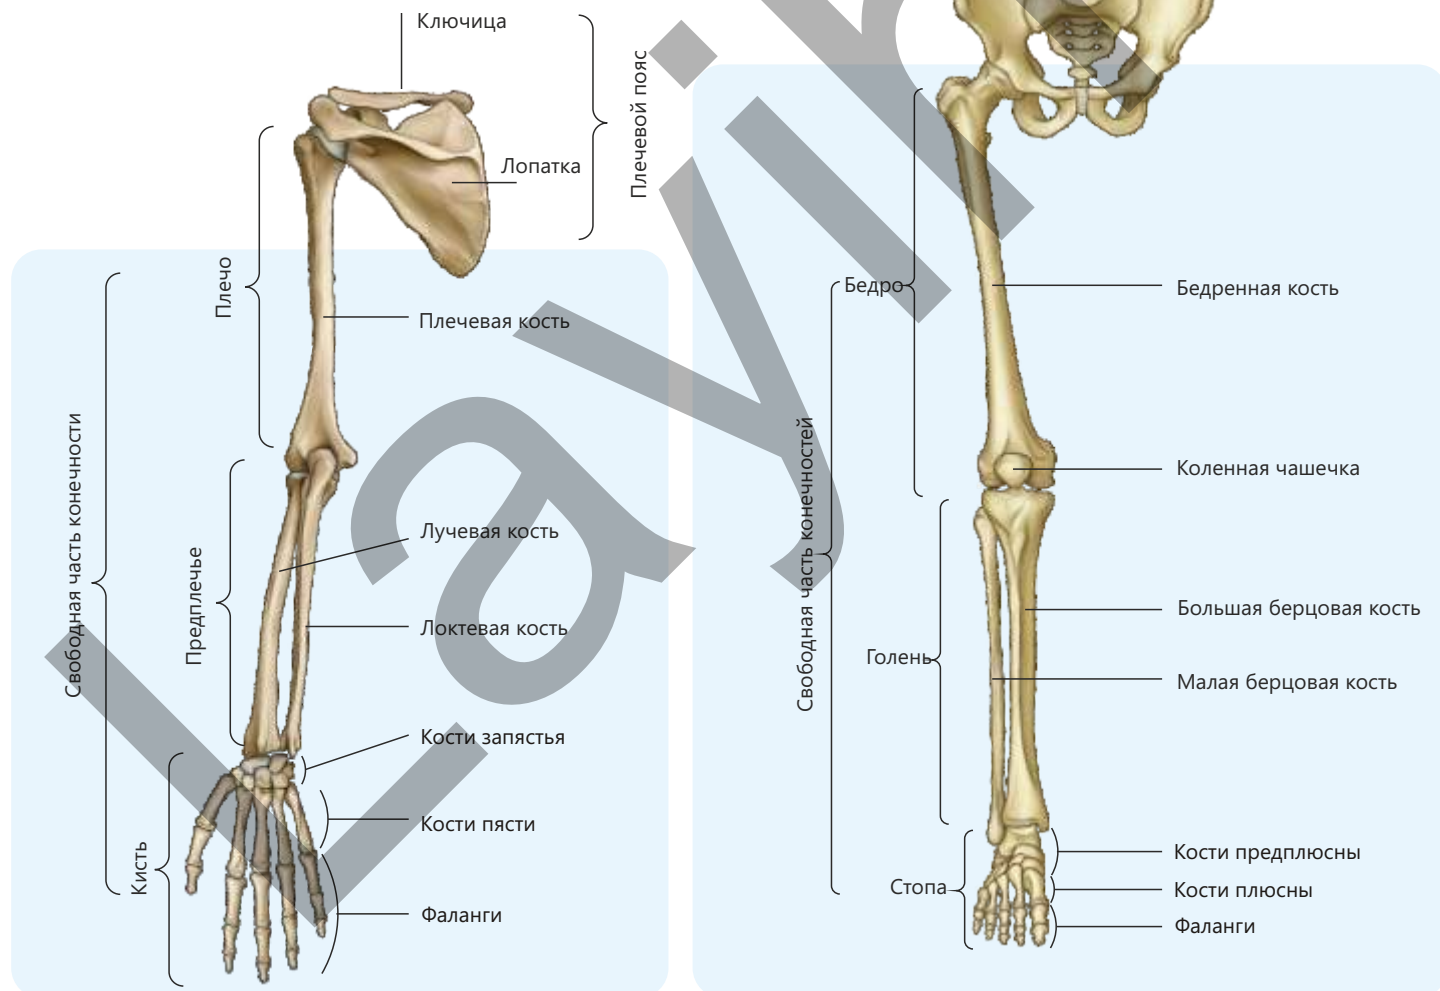 Ключица
Плечевой пояс
Лопатка
Плечо
Плечевая кость
Свободная часть конечности
Предплечье
Лучевая кость
Локтевая кость
Кости запястья
Кисть
Кости пясти
Фаланги
Бедро
Бедренная кость
Свободная часть конечностей
Коленная чашечка
Большая берцовая кость
Голень
Малая берцовая кость
Кости предплюсны
Стопа
Кости плюсны
Фаланги